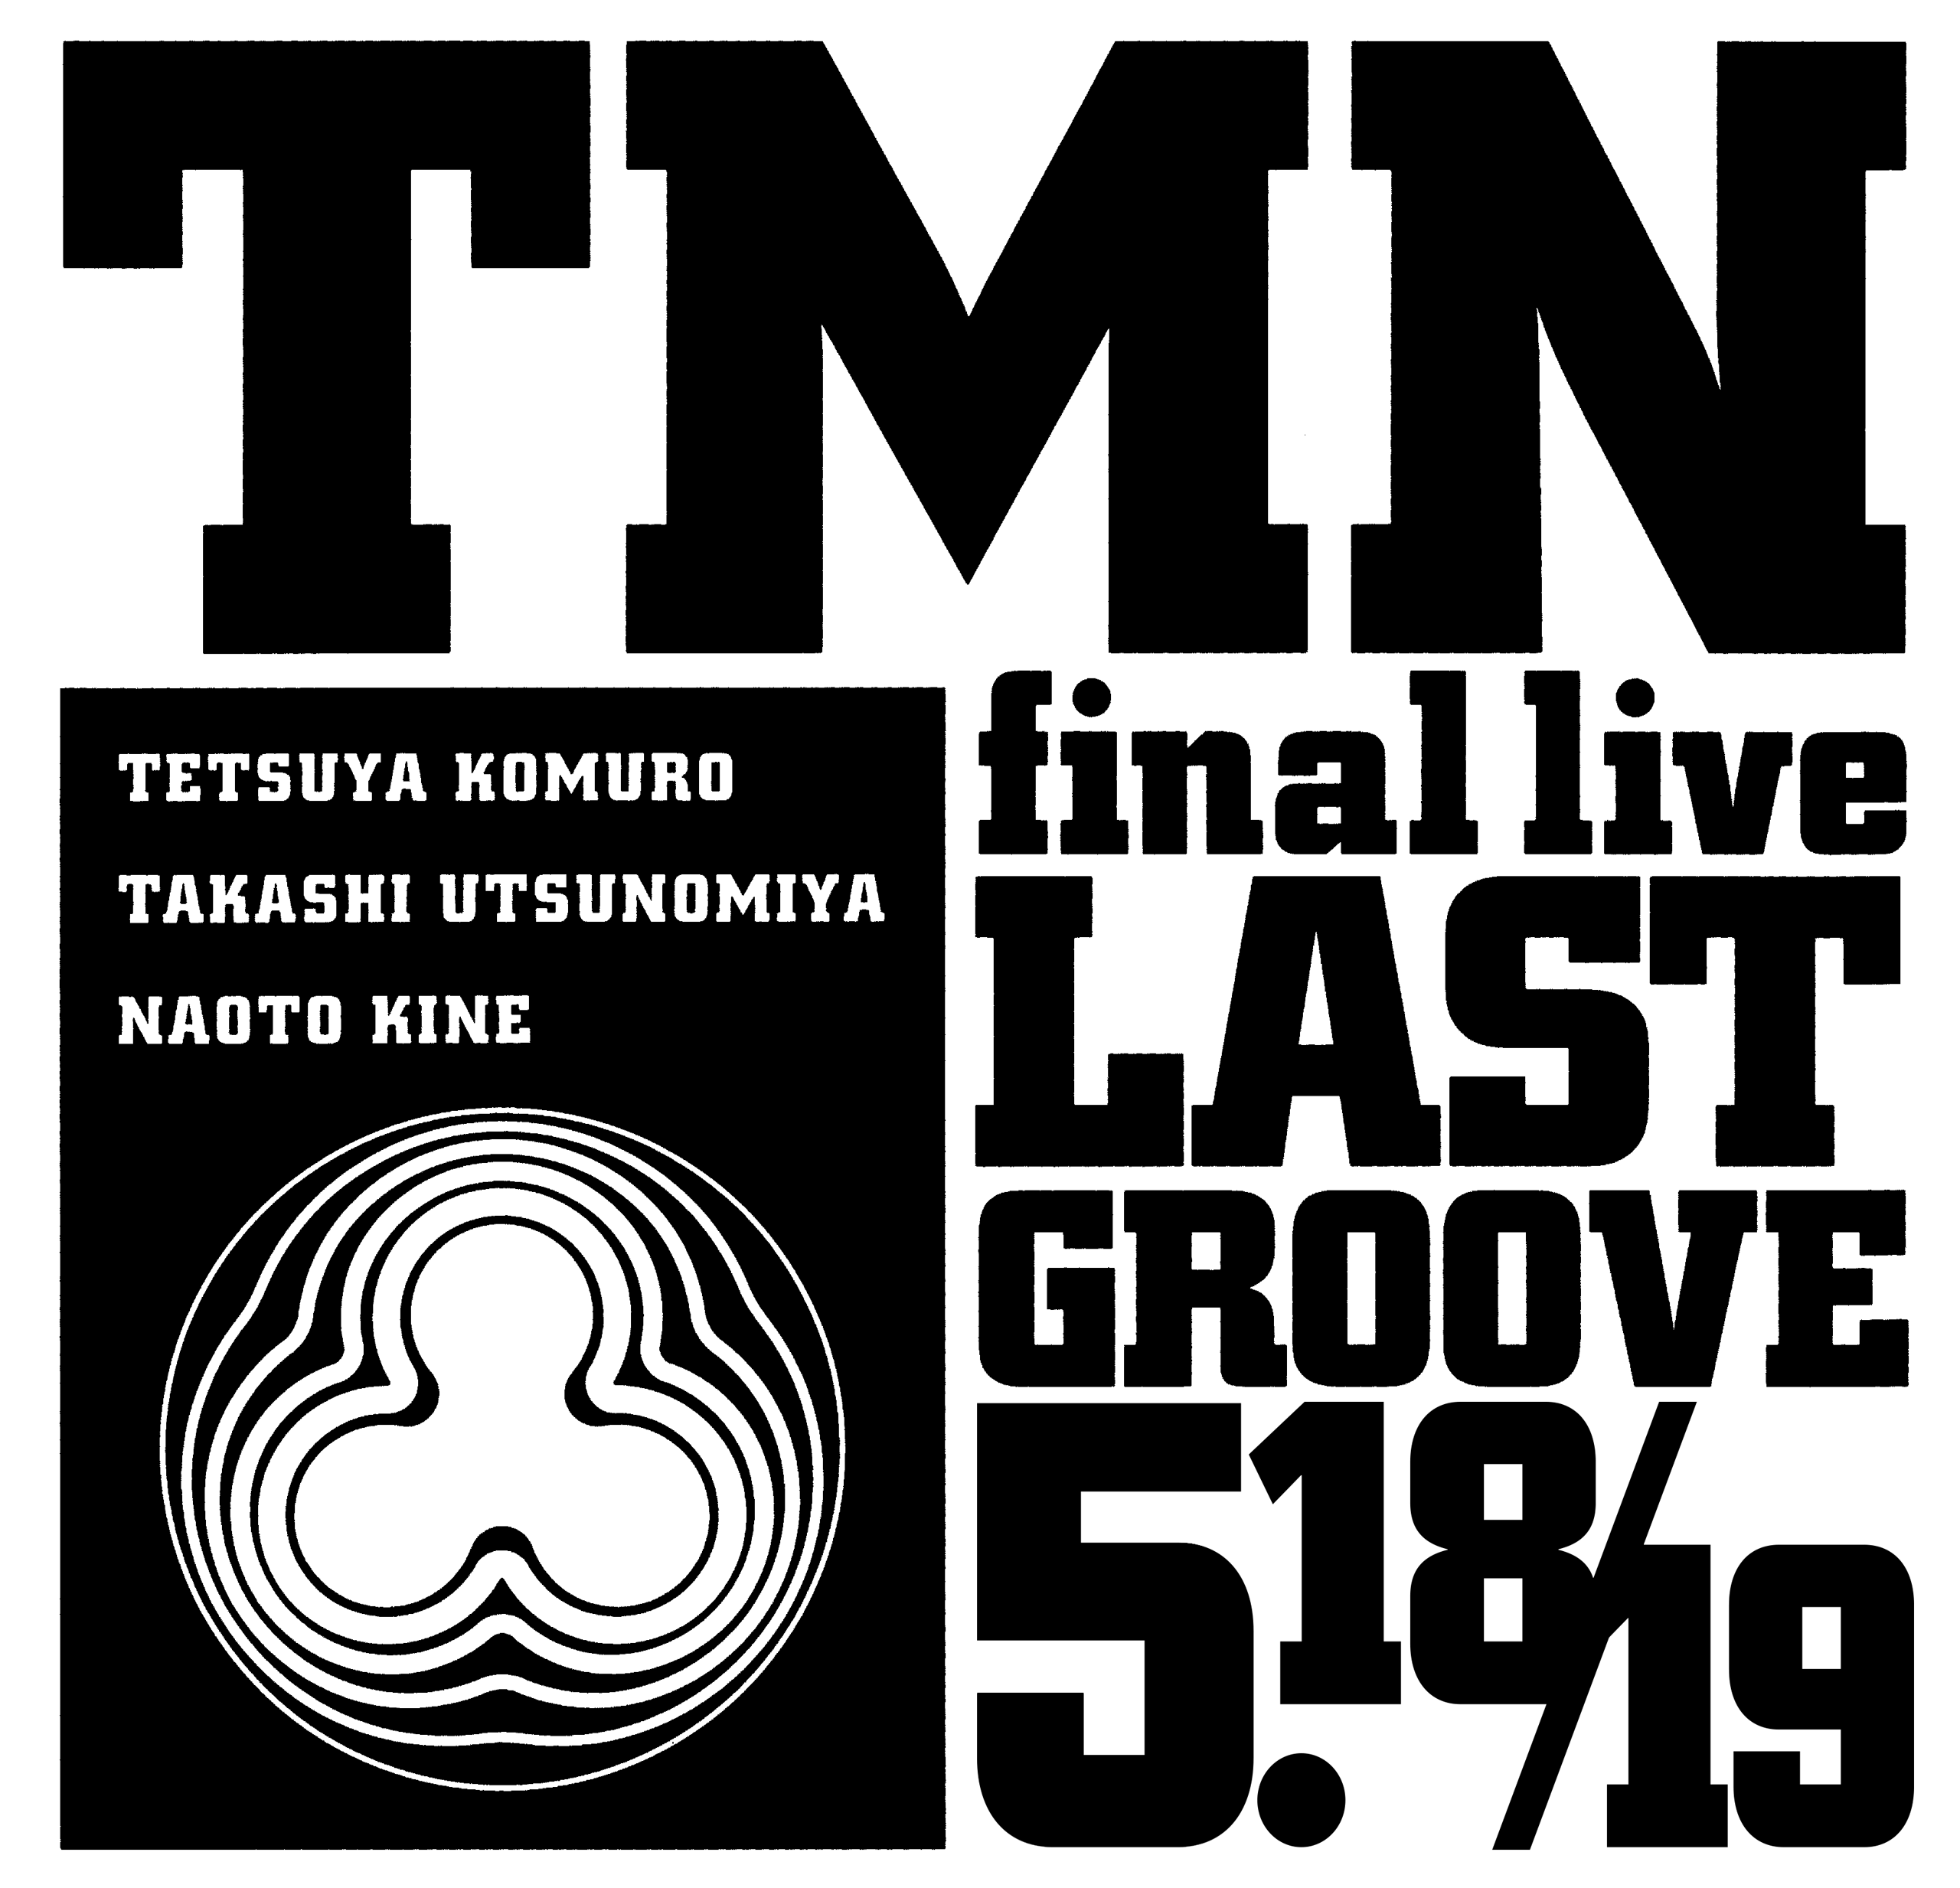 TMN
TETSUYA KOMURO
TAKASHI UTSUNOMIYA
NAOTO KINE
final live
LAST
GROOVE
5.18/19